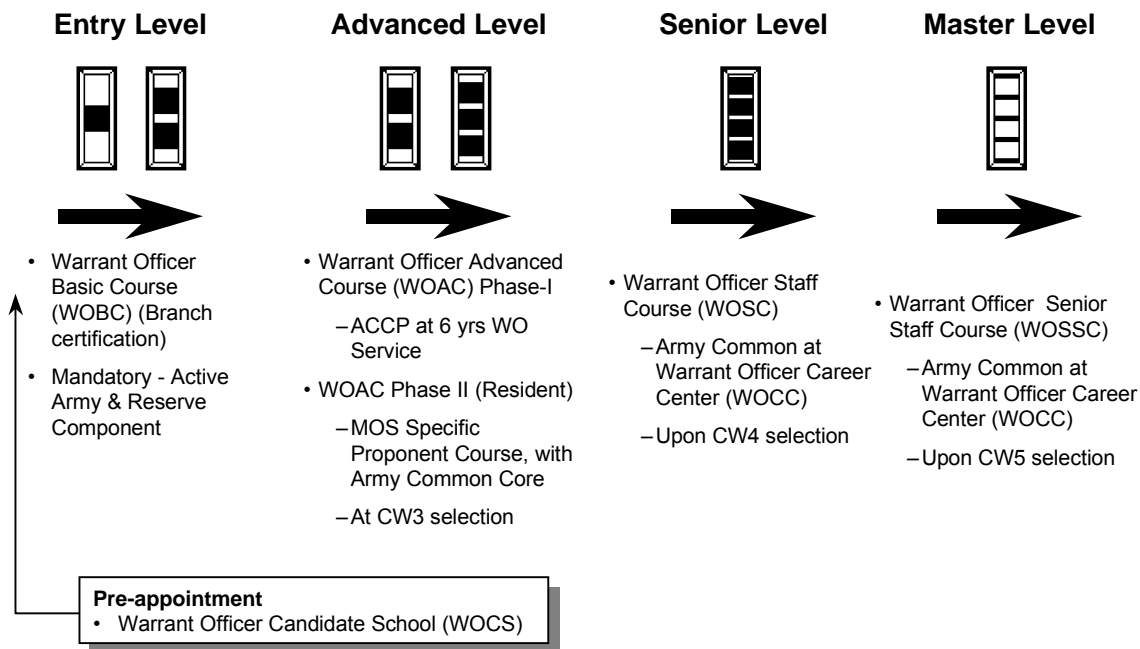 Entry Level
Advanced Level
Senior Level
Master Level
• Warrant Officer
Basic Course
(WOBC) (Branch
certification)
• Mandatory - Active
Army & Reserve
Component
• Warrant Officer Advanced
Course (WOAC) Phase-I
–ACCP at 6 yrs WO
Service
• WOAC Phase II (Resident)
–MOS Specific
Proponent Course, with
Army Common Core
–At CW3 selection
• Warrant Officer Staff
Course (WOSC)
–Army Common at
Warrant Officer Career
Center (WOCC)
–Upon CW4 selection
• Warrant Officer Senior
Staff Course (WOSSC)
–Army Common at
Warrant Officer Career
Center (WOCC)
–Upon CW5 selection
Pre-appointment
• Warrant Officer Candidate School (WOCS)